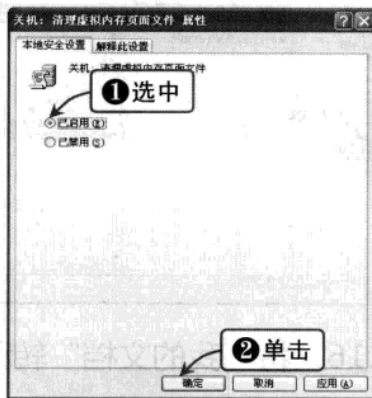 关机: 清理虚拟内存页面文件 属性
本地安全设置 解释此设置
关机: 清理虚拟内存页面文件
❶选中
已启用(E)
已禁用(S)
❷单击
确定 取消 应用(A)